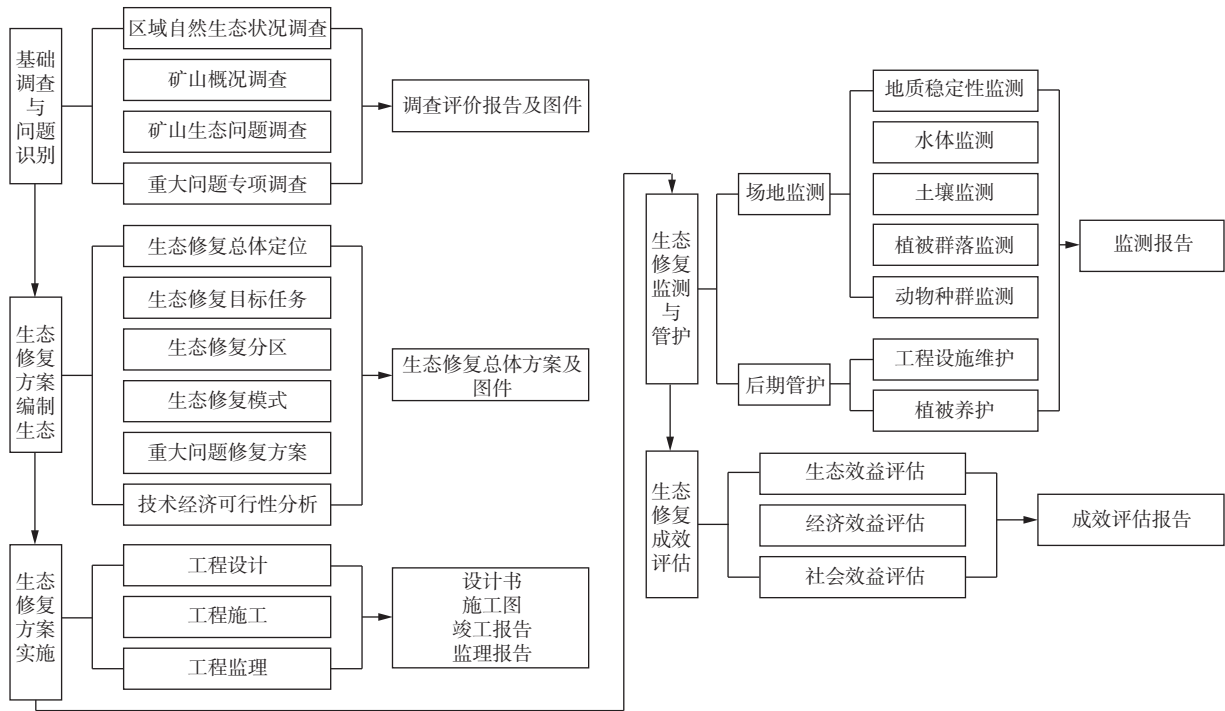 基础
调查
与
问题
识别
区域自然生态状况调查
矿山概况调查
矿山生态问题调查
重大问题专项调查
调查评价报告及图件
生态
修复
方案
编制
生态
生态修复总体定位
生态修复目标任务
生态修复分区
生态修复模式
重大问题修复方案
技术经济可行性分析
生态修复总体方案及
图件
生态
修复
方案
实施
工程设计
工程施工
工程监理
设计书
施工图
竣工报告
监理报告
生态
修复
监测
与
管护
场地监测
地质稳定性监测
水体监测
土壤监测
植被群落监测
动物种群监测
后期管护
工程设施维护
植被养护
监测报告
生态
修复
成效
评估
生态效益评估
经济效益评估
社会效益评估
成效评估报告